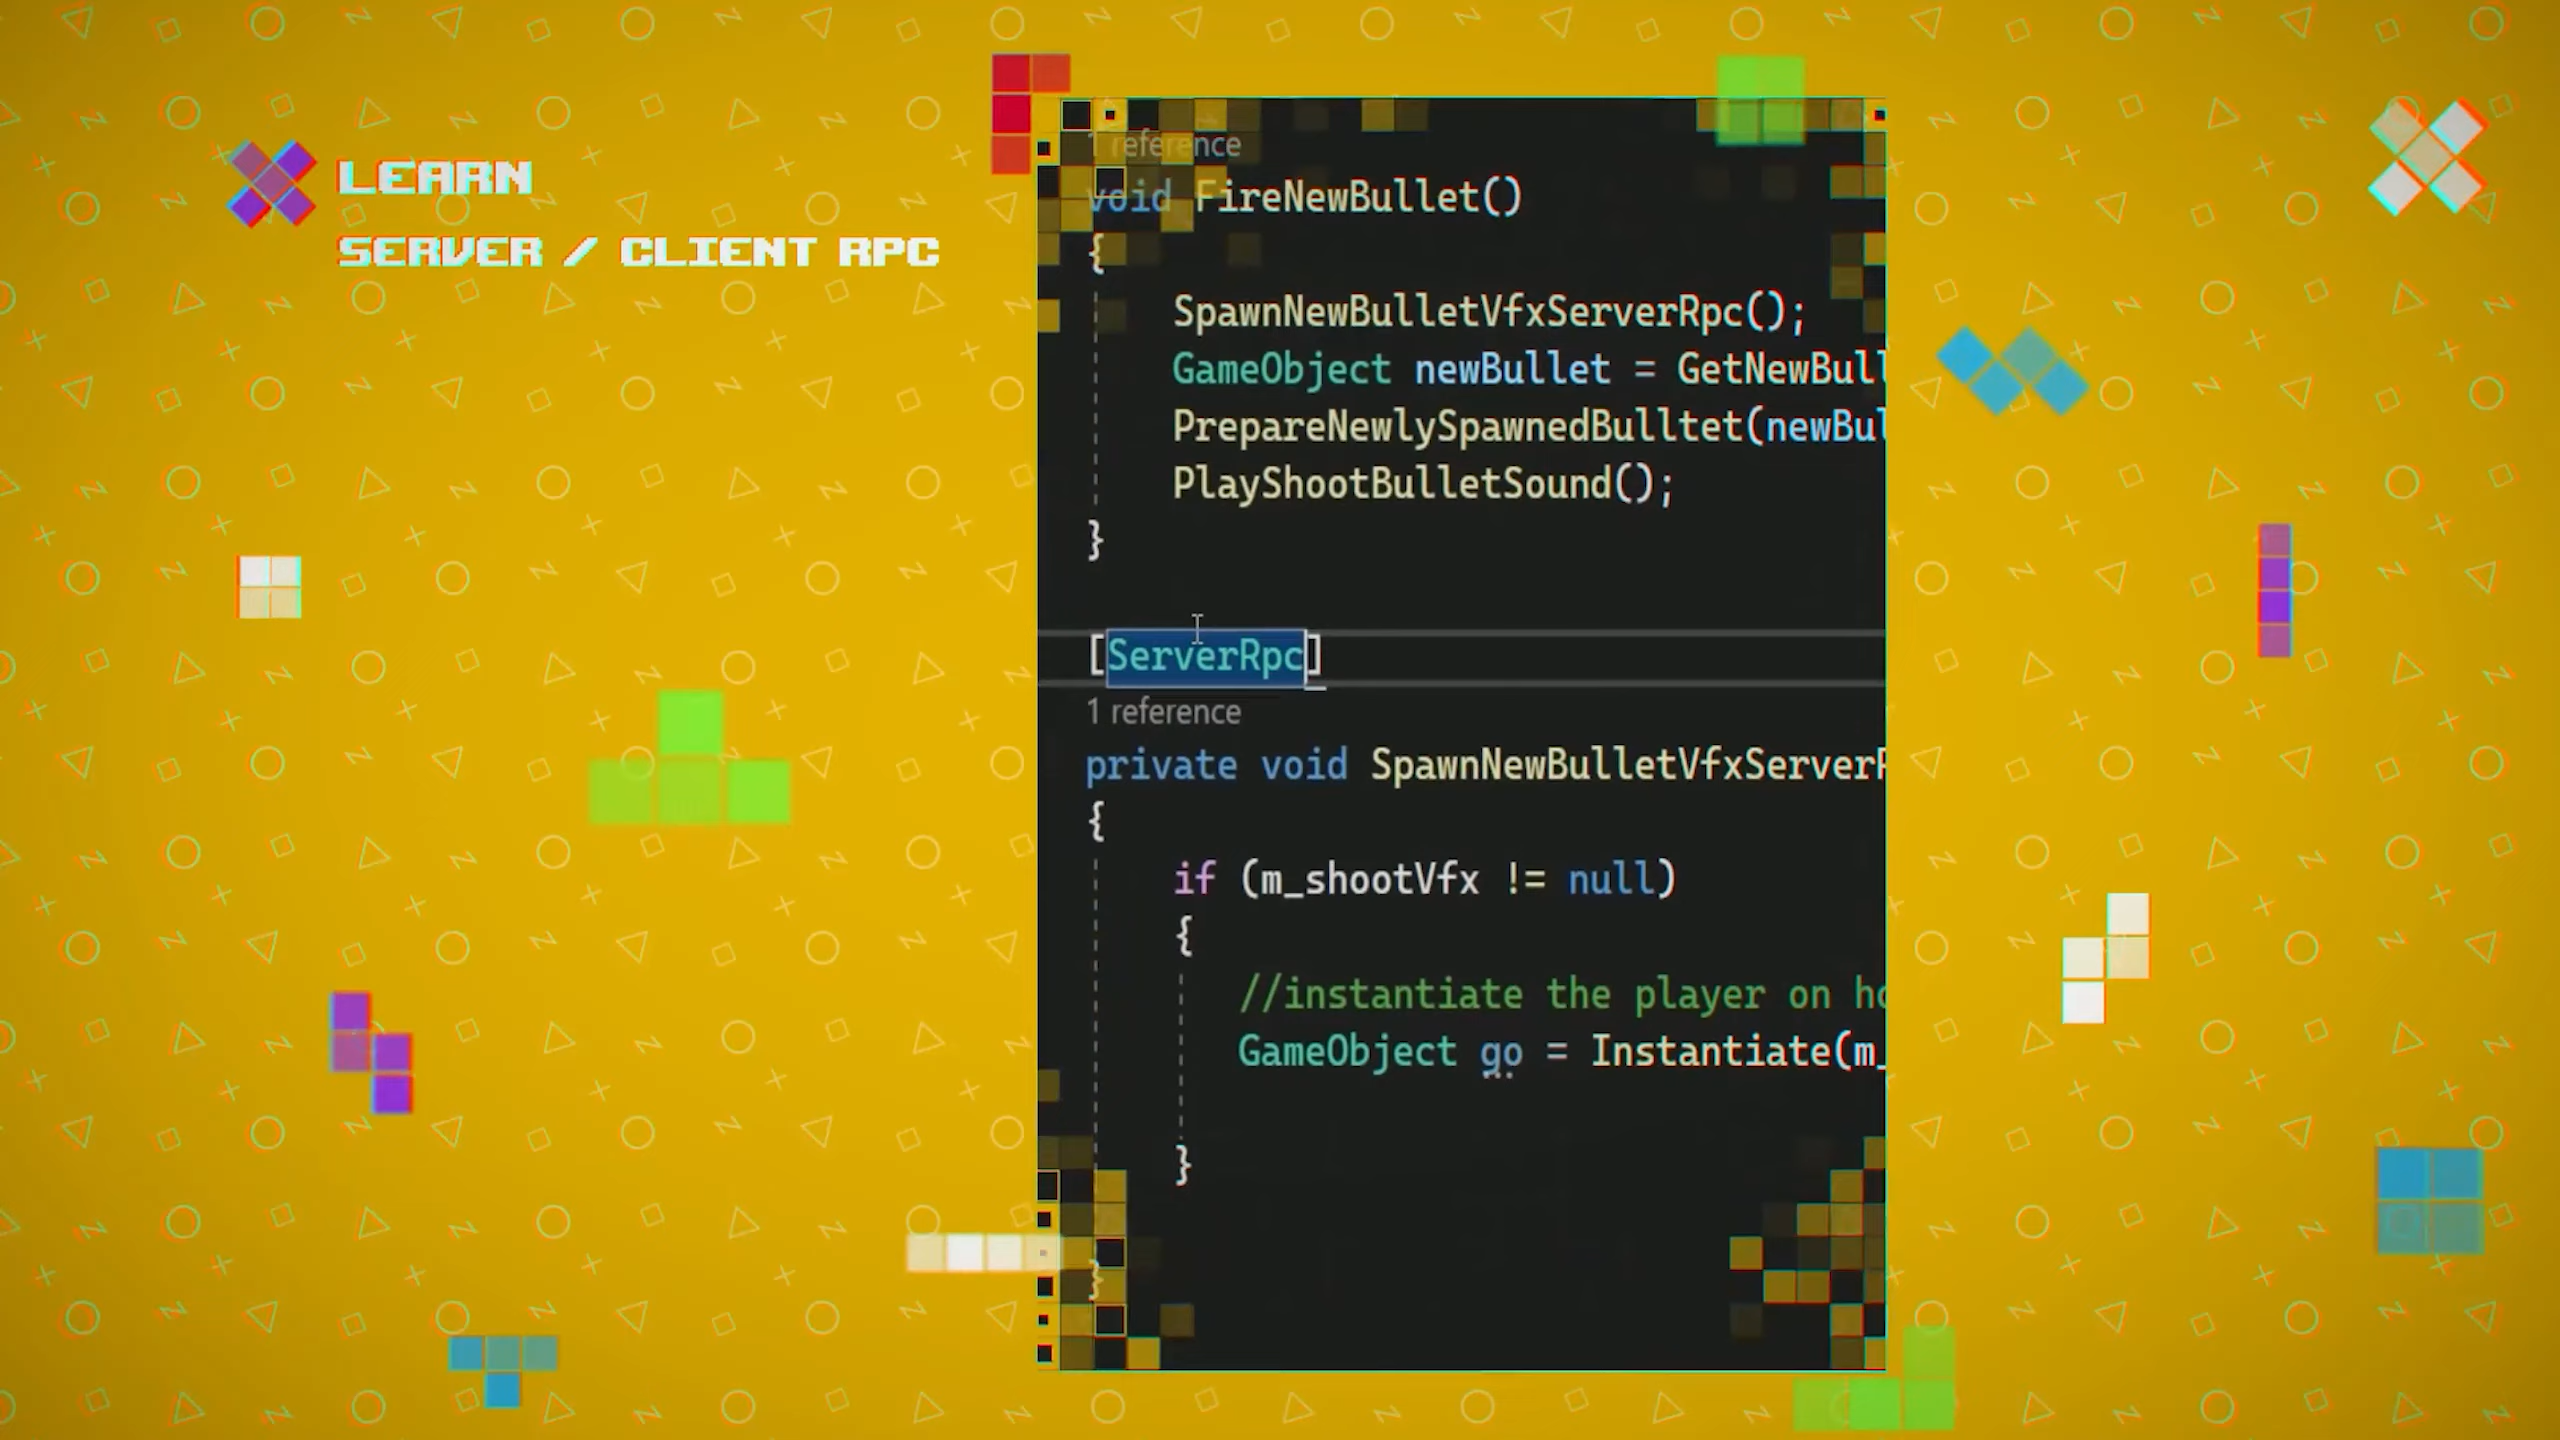 LEARN
SERVER / CLIENT RPC
1 reference
void FireNewBullet()
{
SpawnNewBulletVfxServerRpc();
GameObject newBullet = GetNewBull
PrepareNewlySpawnedBulltet(newBul
PlayShootBulletSound();
}
[ServerRpc]
1 reference
private void SpawnNewBulletVfxServerR
{
if (m_shootVfx != null)
{
//instantiate the player on ho
GameObject go = Instantiate(m_
}
}